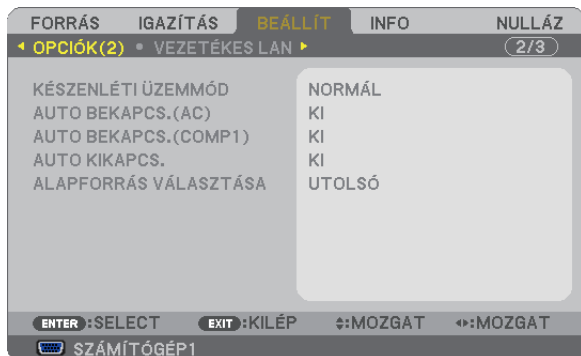 FORRÁS IGAZÍTÁS BEÁLLÍT INFO NULLÁZ
OPCIÓK(2) • VEZETÉKES LAN 2/3
KÉSZENLÉTI ÜZEMMÓD NORMÁL
AUTO BEKAPCS.(AC) KI
AUTO BEKAPCS.(COMP1) KI
AUTO KIKAPCS. KI
ALAPFORRÁS VÁLASZTÁSA UTOLSÓ
ENTER:SELECT EXIT:KILÉP :MOZGAT :MOZGAT
SZÁMÍTÓGÉP1